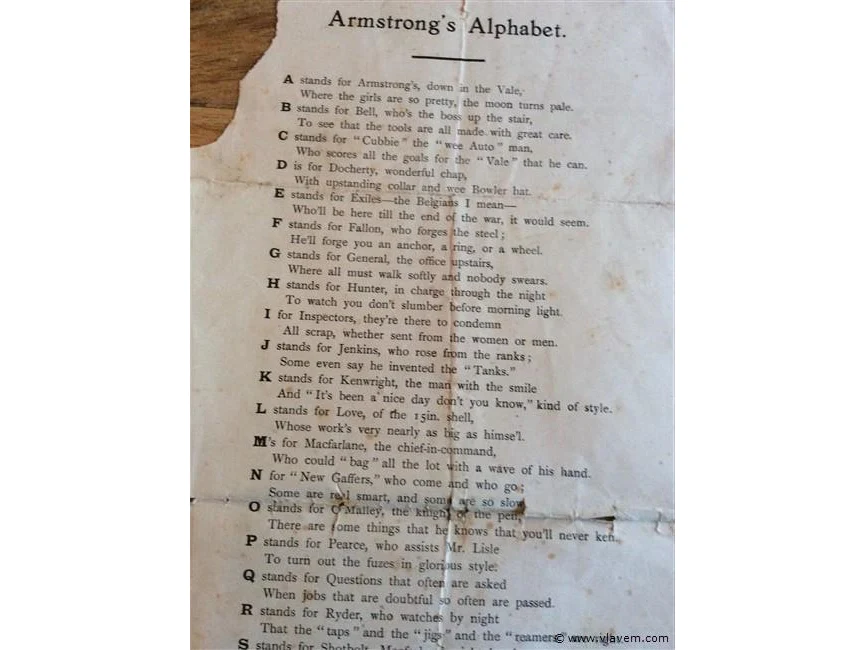 Armstrong's Alphabet.
A stands for Armstrong's, down in the Vale,
Where the girls are so pretty, the moon turns pale.
B stands for Bell, who's the boss up the stair,
To see that the tools are all made with great care.
C stands for "Cubbie" the "wee Auto" man,
Who scores all the goals for the "Vale" that he can.
D is for Docherty, wonderful chap,
With upstanding collar and wee Bowler hat.
E stands for Exiles—the Belgians I mean—
Who'll be here till the end of the war, it would seem.
F stands for Fallon, who forges the steel;
He'll forge you an anchor, a ring, or a wheel.
G stands for General, the office upstairs,
Where all must walk softly and nobody swears.
H stands for Hunter, in charge through the night
To watch you don't slumber before morning light.
I for Inspectors, they're there to condemn
All scrap, whether sent from the women or men.
J stands for Jenkins, who rose from the ranks;
Some even say he invented the "Tanks."
K stands for Kenwright, the man with the smile
And "It's been a nice day don't you know," kind of style.
L stands for Love, of the 15in. shell,
Whose work's very nearly as big as himse'l.
M's for Macfarlane, the chief-in-command,
Who could "bag" all the lot with a wave of his hand.
N for "New Gaffers," who come and who go;
Some are real smart, and some are so slow
O stands for O'Malley, the knight of the pen,
There are some things that he knows that you'll never ken.
P stands for Pearce, who assists Mr. Lisle
To turn out the fuzes in glorious style.
Q stands for Questions that often are asked
When jobs that are doubtful so often are passed.
R stands for Ryder, who watches by night
That the "taps" and the "jigs" and the "reamers
S stands for
© www.vlavem.com